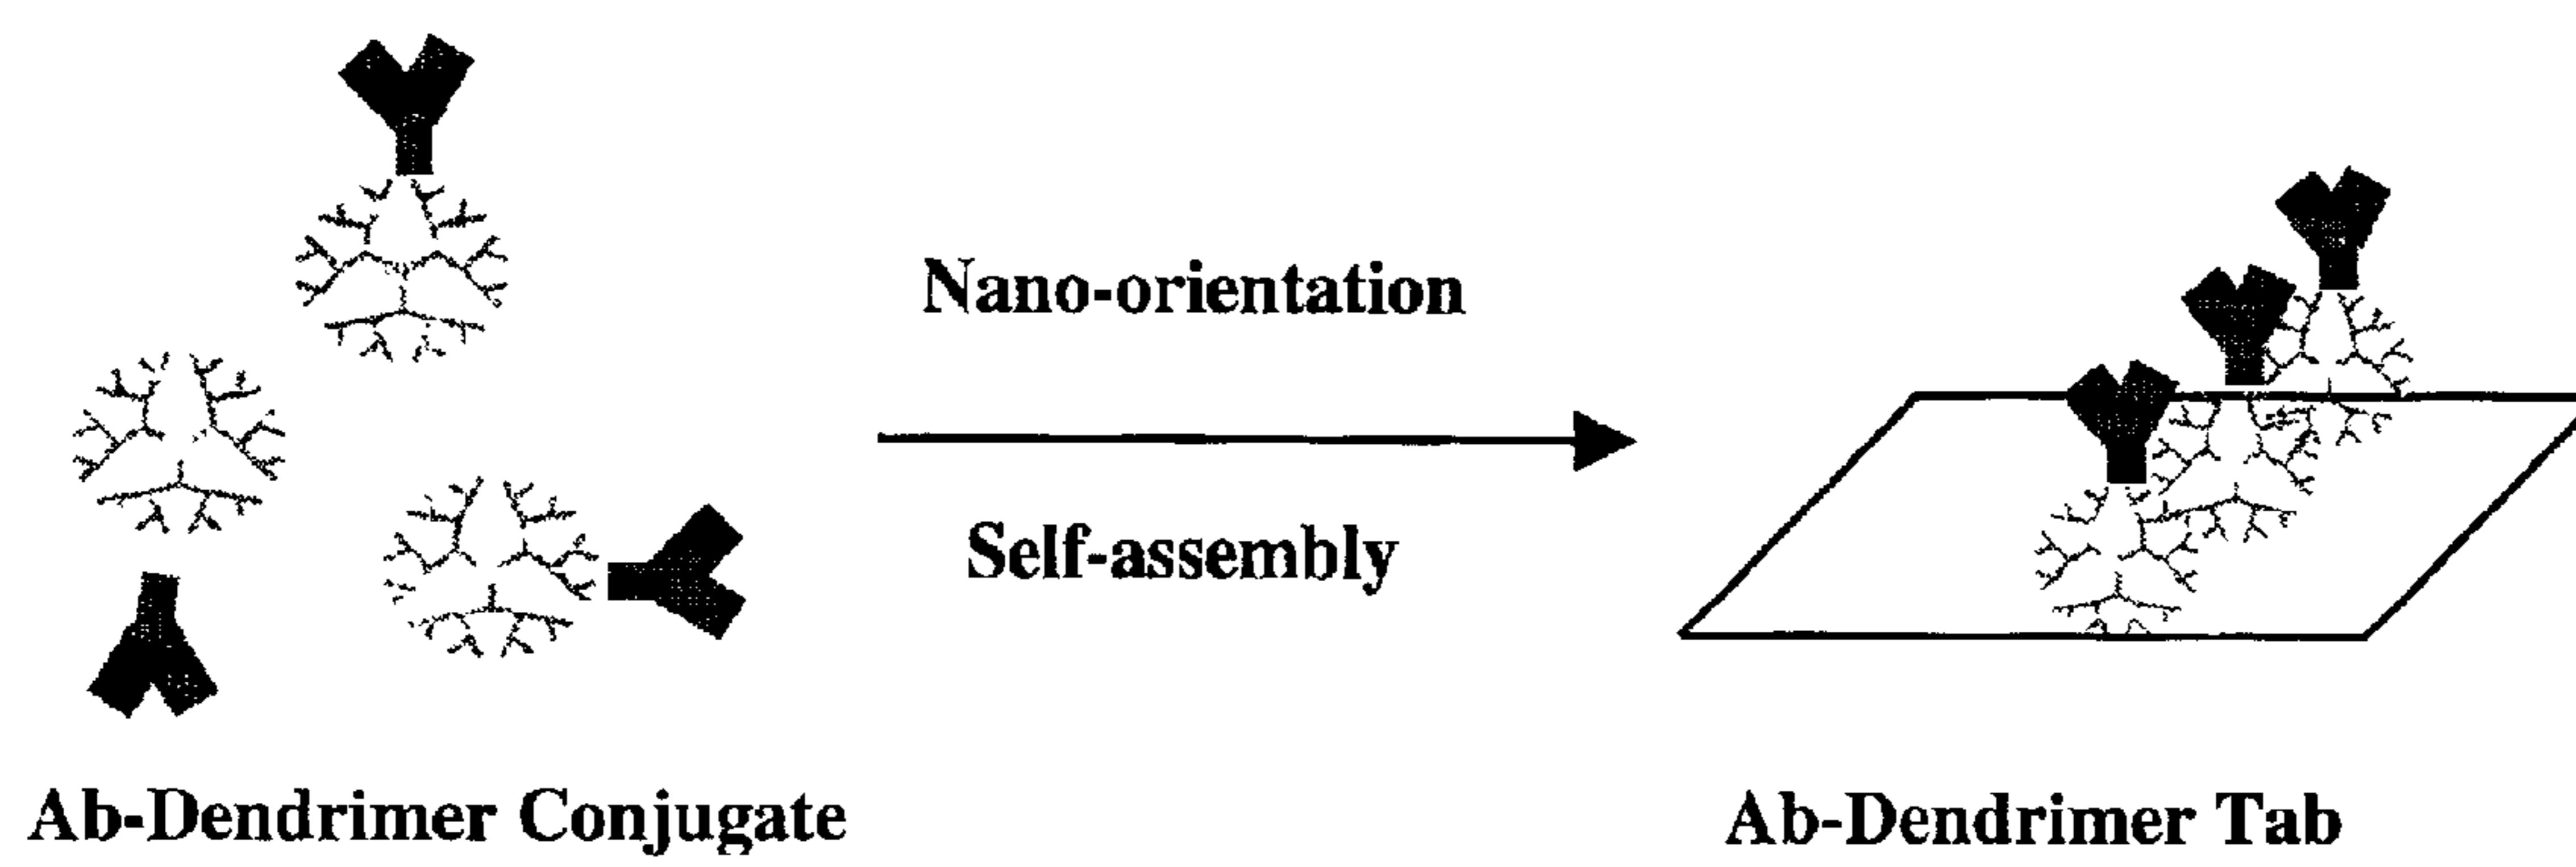 Nano-orientation
Self-assembly
Ab-Dendrimer Conjugate
Ab-Dendrimer Tab